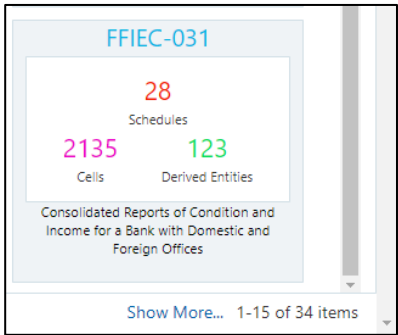 FFIEC-031
28
Schedules
2135
123
Cells
Derived Entities
Consolidated Reports of Condition and
Income for a Bank with Domestic and
Foreign Offices
Show More... 1-15 of 34 items